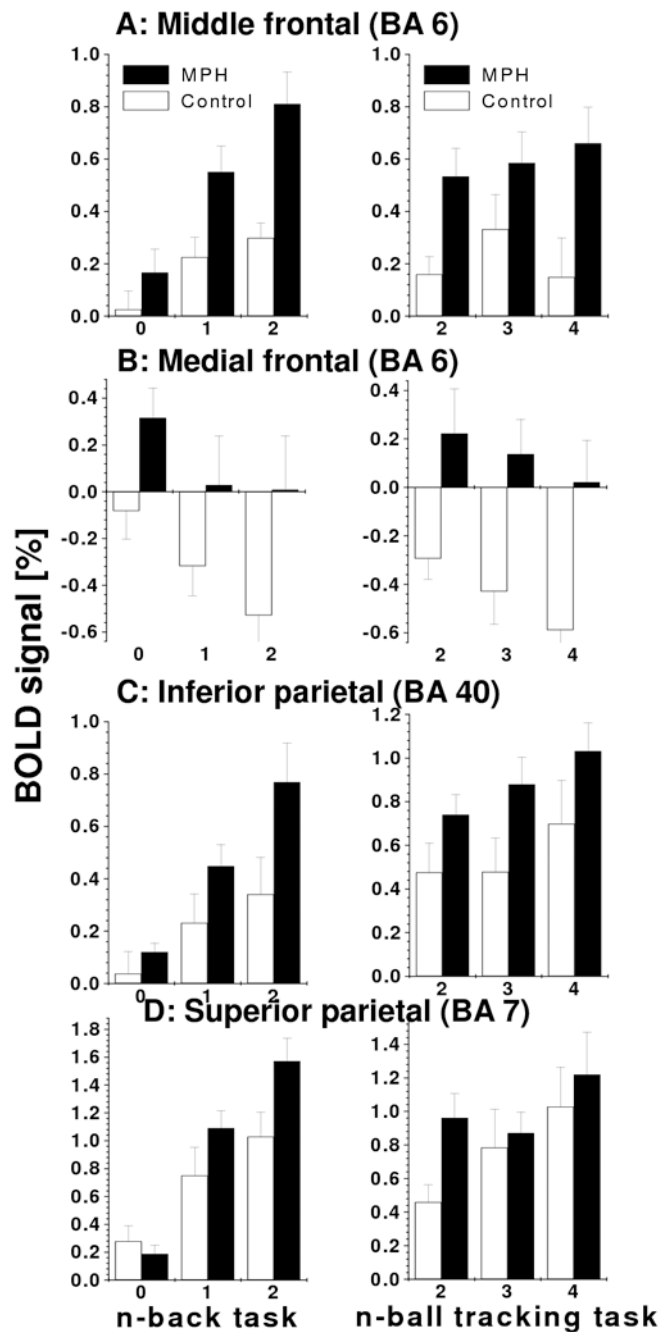 A: Middle frontal (BA 6)
1.0
0.8
0.6
0.4
0.2
0.0
MPH
Control
0 1 2
1.0
0.8
0.6
0.4
0.2
0.0
MPH
Control
2 3 4
B: Medial frontal (BA 6)
0.4
0.2
0.0
-0.2
-0.4
-0.6
0 1 2
0.4
0.2
0.0
-0.2
-0.4
-0.6
2 3 4
BOLD signal [%]
C: Inferior parietal (BA 40)
1.0
0.8
0.6
0.4
0.2
0.0
0 1 2
1.2
1.0
0.8
0.6
0.4
0.2
0.0
2 3 4
D: Superior parietal (BA 7)
1.8
1.6
1.4
1.2
1.0
0.8
0.6
0.4
0.2
0.0
0 1 2
1.4
1.2
1.0
0.8
0.6
0.4
0.2
0.0
2 3 4
n-back task
n-ball tracking task